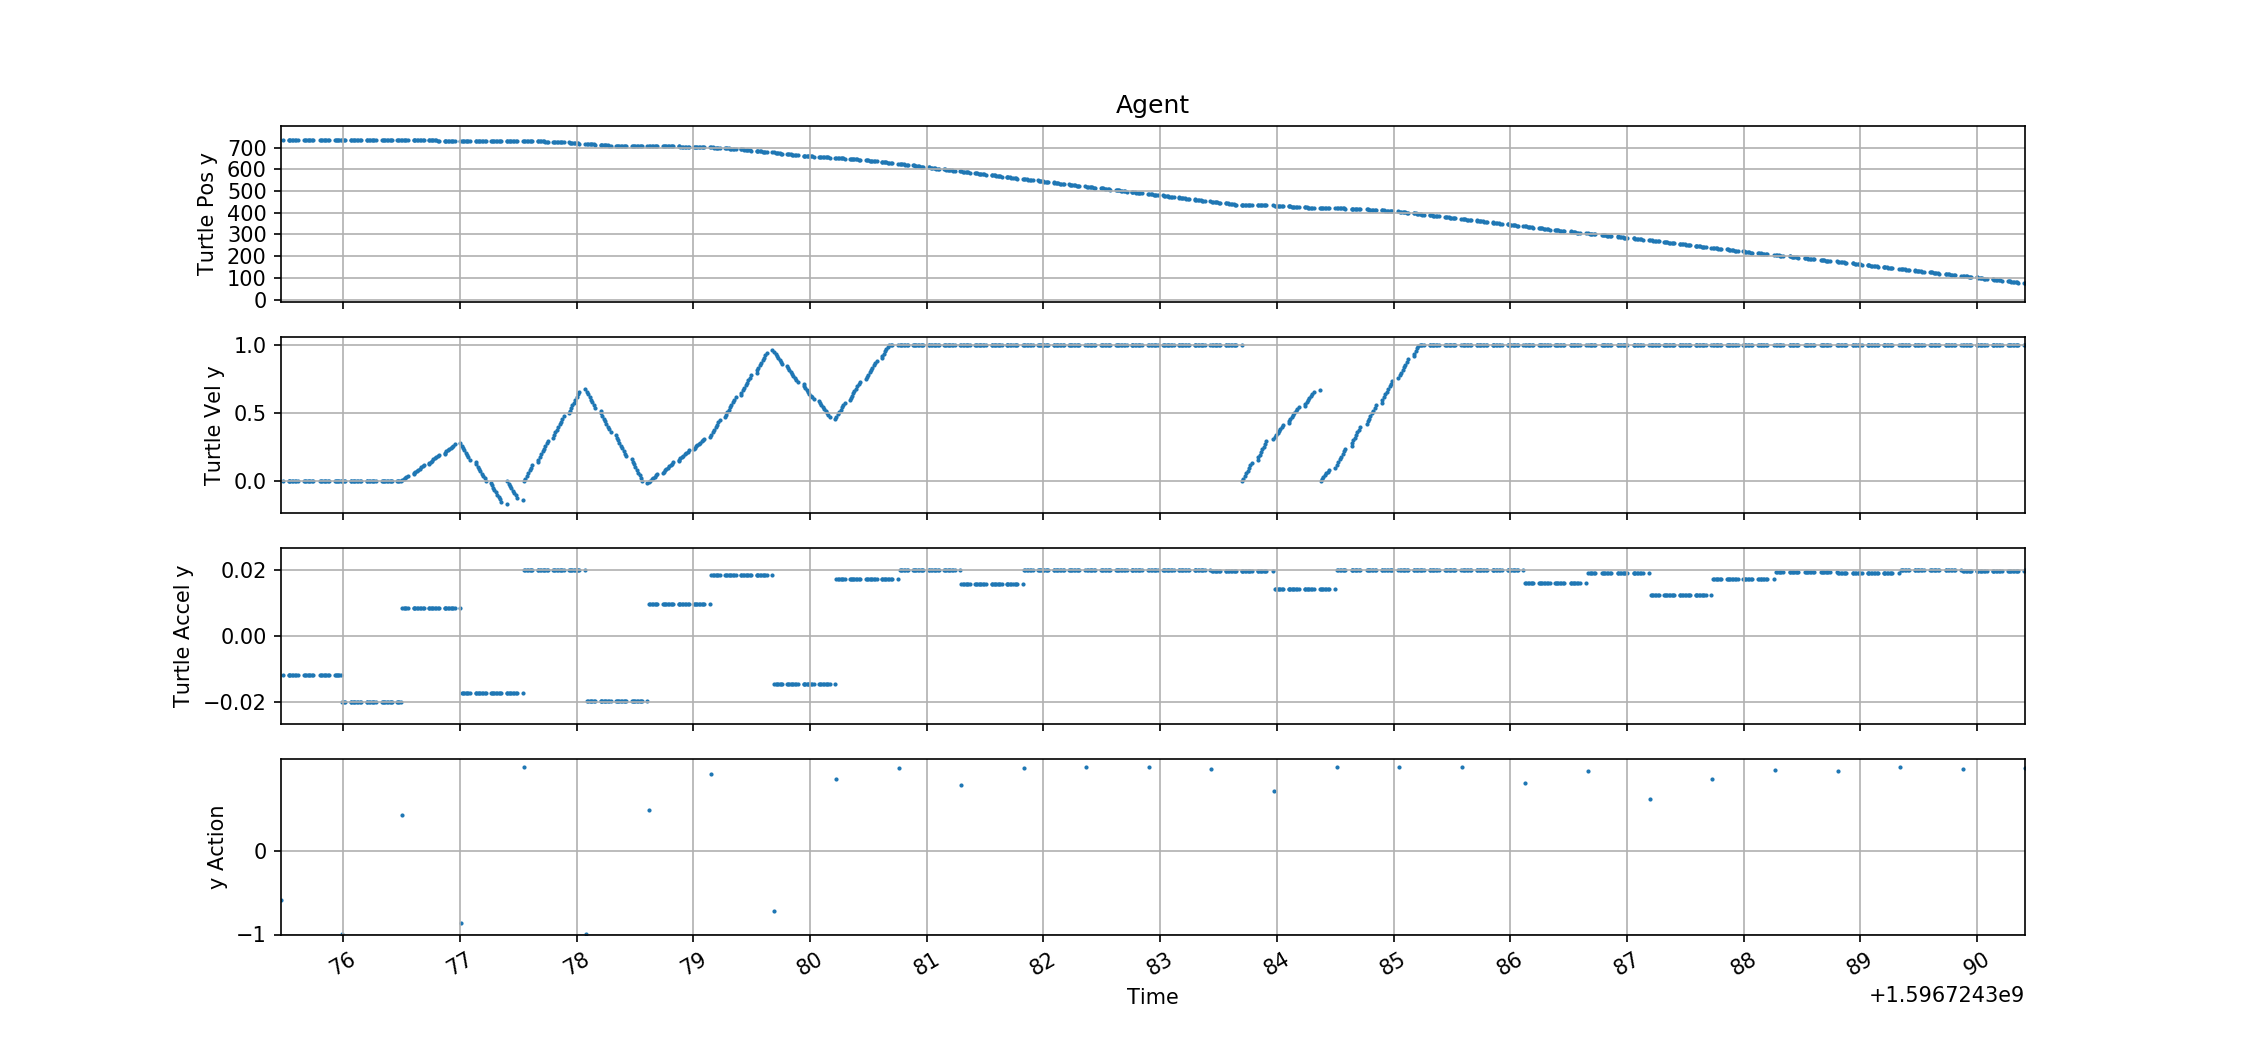 Agent
Turtle Pos y
700
600
500
400
300
200
100
0
Turtle Vel y
1.0
0.5
0.0
Turtle Accel y
0.02
0.00
−0.02
y Action
0
−1
76 77 78 79 80 81 82 83 84 85 86 87 88 89 90
Time
+1.5967243e9